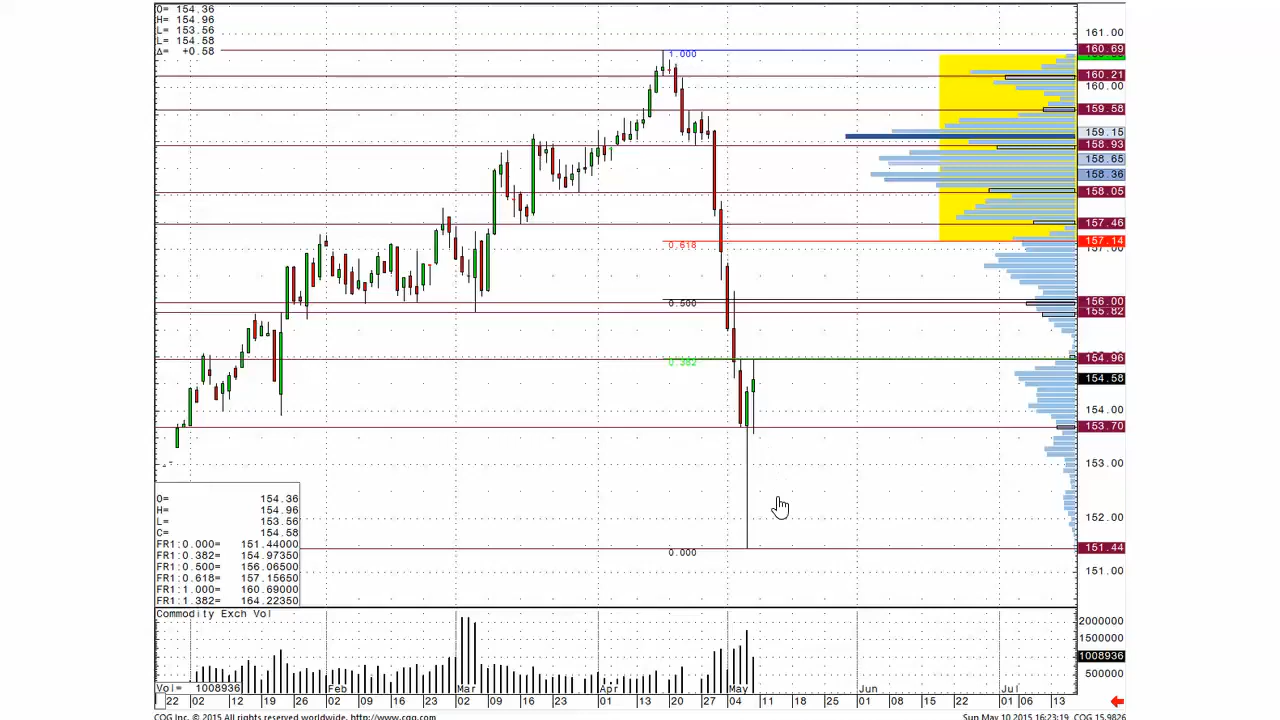 O= 154.36
H= 154.96
L= 153.56
L= 154.58
Δ= +0.58
161.00
160.69
1.000
160.21
160.00
159.58
159.15
158.93
158.65
158.36
158.05
157.46
157.14
0.618
157.00
156.00
0.500
155.82
154.96
0.382
154.58
154.00
153.70
153.00
152.00
151.44
0.000
151.00
O= 154.36
H= 154.96
L= 153.56
C= 154.58
FR1:0.000= 151.44000
FR1:0.382= 154.97350
FR1:0.500= 156.06500
FR1:0.618= 157.15650
FR1:1.000= 160.69000
FR1:1.382= 164.22350
Commodity Exch Vol
2000000
1500000
1008936
500000
Vol= 1008936
Feb Mar Apr May Jun Jul
22 02 12 19 26 02 09 16 23 02 09 16 23 01 06 13 20 27 04 11 18 25 01 08 15 22 01 06 13
CQG Inc. © 2015 All rights reserved worldwide. http://www.cqg.com
Sun May 10 2015 16:23:19 CQG 15.9826